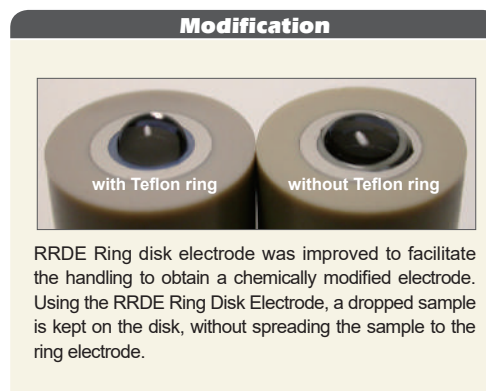 Modification
with Teflon ring
without Teflon ring
RRDE Ring disk electrode was improved to facilitate
the handling to obtain a chemically modified electrode.
Using the RRDE Ring Disk Electrode, a dropped sample
is kept on the disk, without spreading the sample to the
ring electrode.